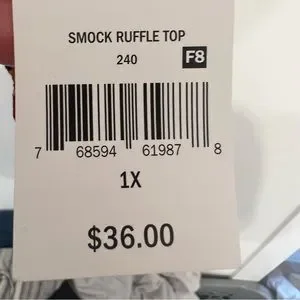 SMOCK RUFFLE TOP
240 F8
7 68594 61987 8
1X
$36.00